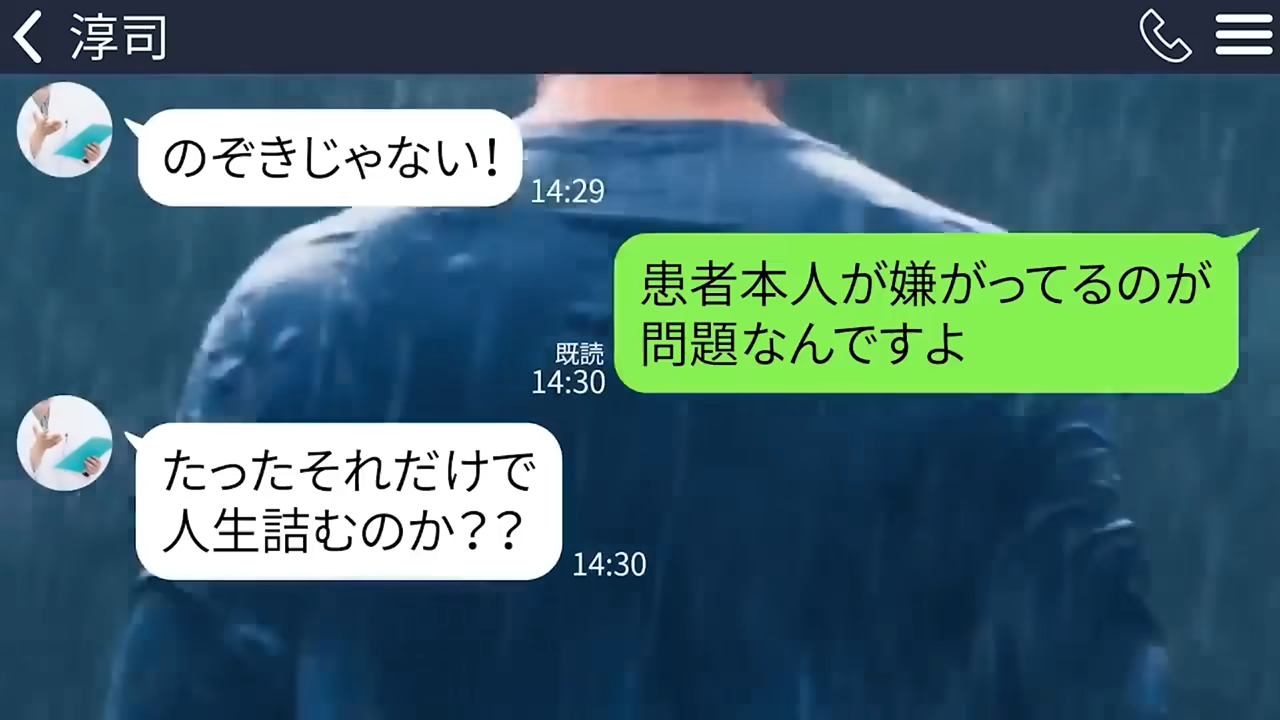 淳司
のぞきじゃない!
14:29
患者本人が嫌がってるのが
問題なんですよ
既読
14:30
たったそれだけで
人生詰むのか??
14:30